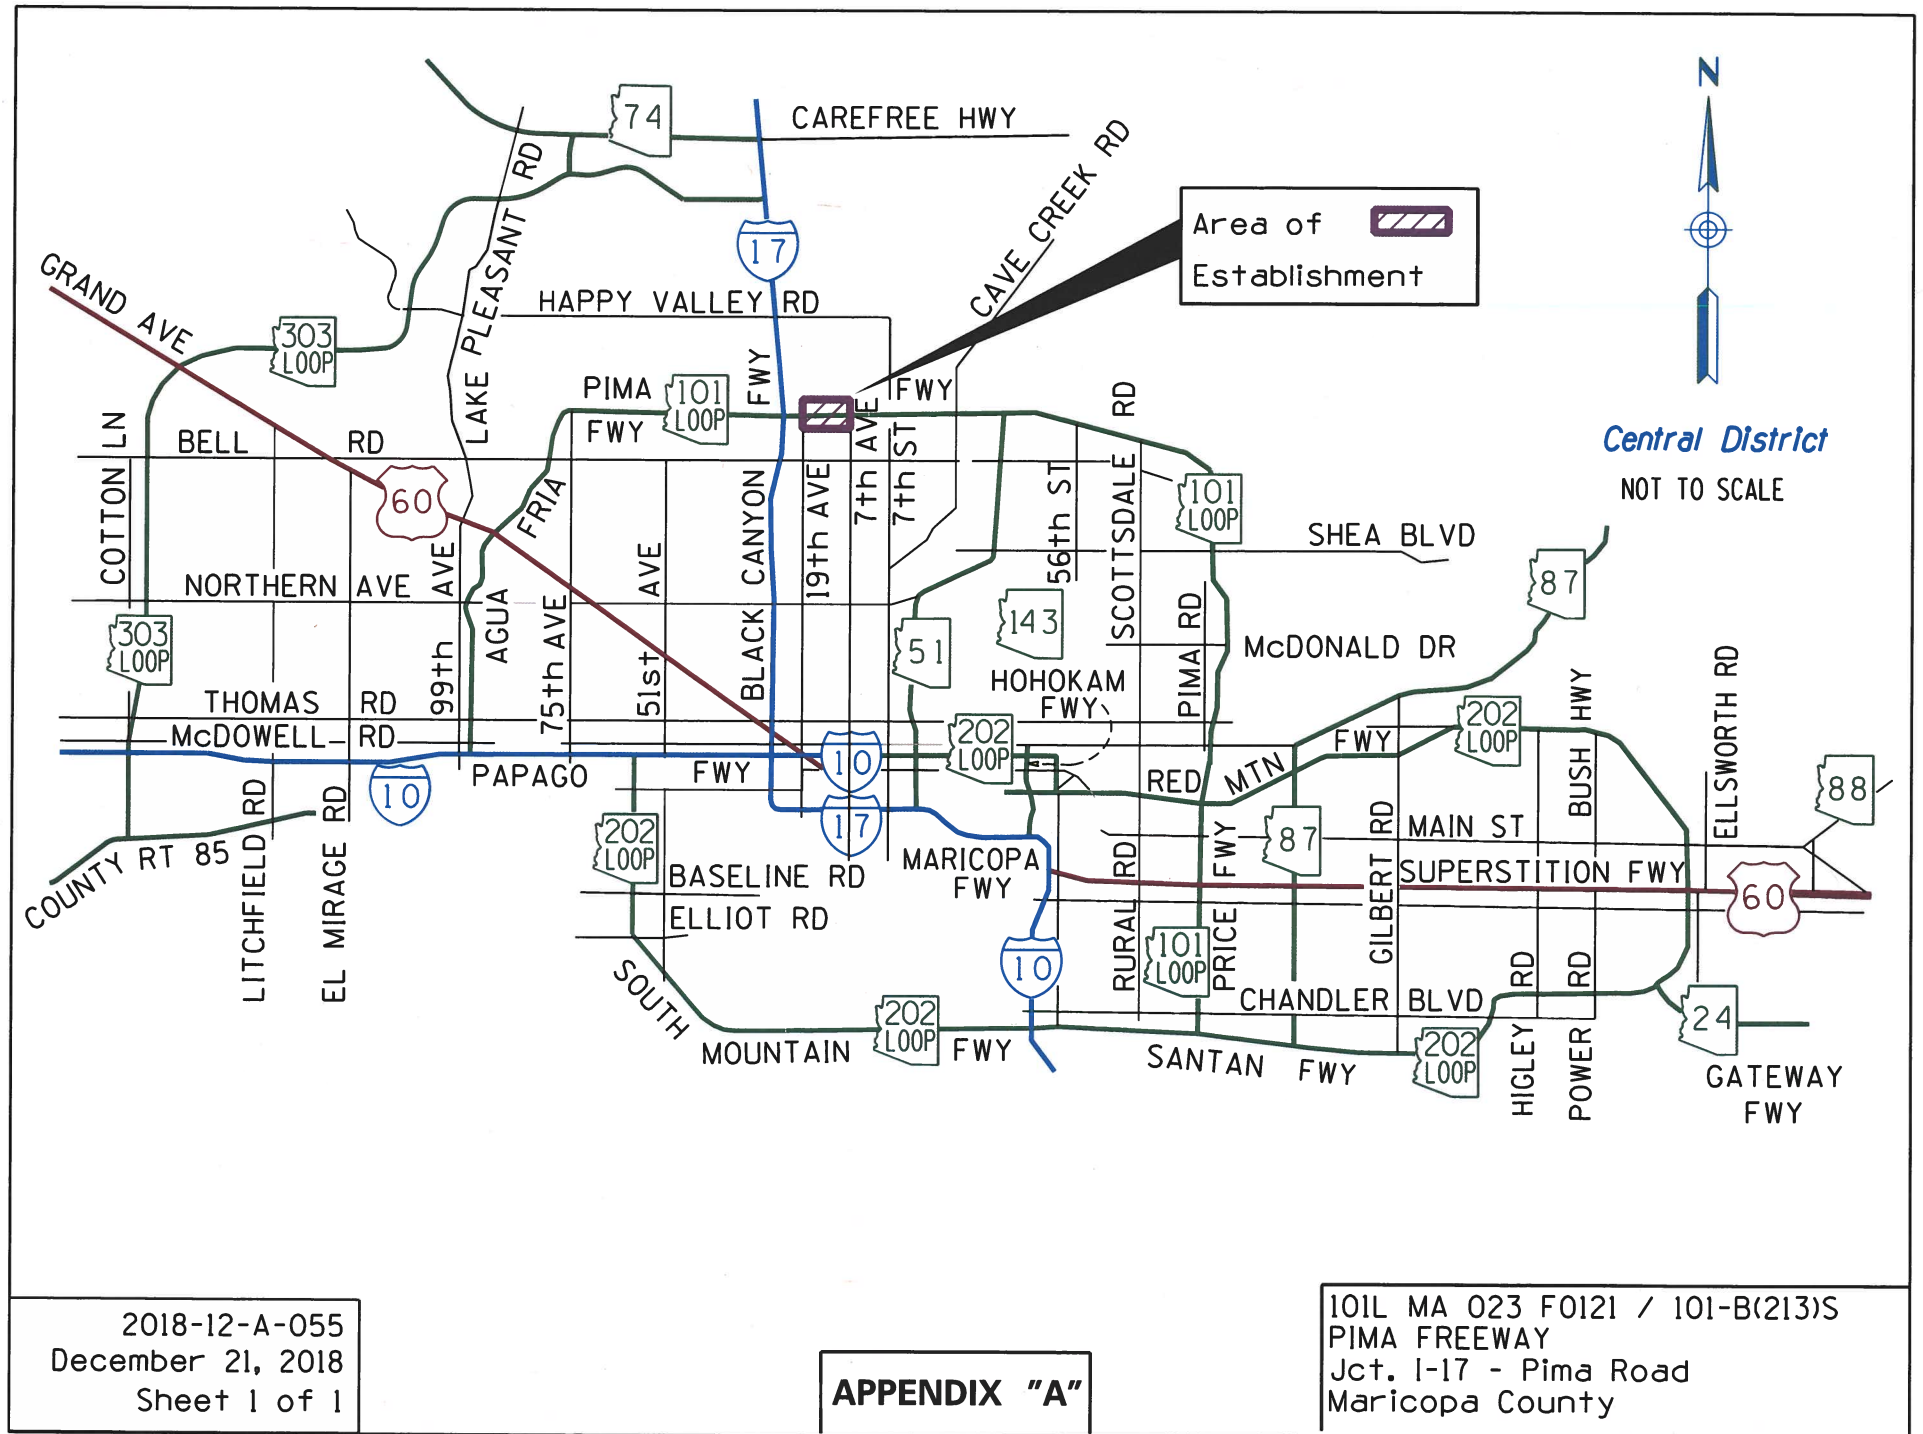 N
74
CAREFREE HWY
CAVE CREEK RD
LAKE PLEASANT RD
Area of
Establishment
17
GRAND AVE
HAPPY VALLEY RD
303
LOOP
PIMA
FWY
101
LOOP
FWY
FWY
Central District
NOT TO SCALE
COTTON LN
BELL RD
60
AGUA FRIA
BLACK CANYON
19th AVE
7th AVE
7th ST
56th ST
SCOTTSDALE RD
101
LOOP
SHEA BLVD
87
NORTHERN AVE
99th AVE
75th AVE
51st AVE
303
LOOP
51
143
PIMA RD
McDONALD DR
HOHOKAM
FWY
THOMAS RD
McDOWELL RD
202
LOOP
202
LOOP
FWY
BUSH HWY
ELLSWORTH RD
10
PAPAGO FWY
10
RED MTN
88
LITCHFIELD RD
EL MIRAGE RD
202
LOOP
17
87
MAIN ST
COUNTY RT 85
BASELINE RD
MARICOPA
FWY
SUPERSTITION FWY
60
ELLIOT RD
10
RURAL RD
101
LOOP
PRICE FWY
GILBERT RD
CHANDLER BLVD
SOUTH
MOUNTAIN
202
LOOP
FWY
SANTAN FWY
202
LOOP
HIGLEY RD
POWER RD
24
GATEWAY
FWY
2018-12-A-055
December 21, 2018
Sheet 1 of 1
APPENDIX "A"
101L MA 023 F0121 / 101-B(213)S
PIMA FREEWAY
Jct. I-17 - Pima Road
Maricopa County